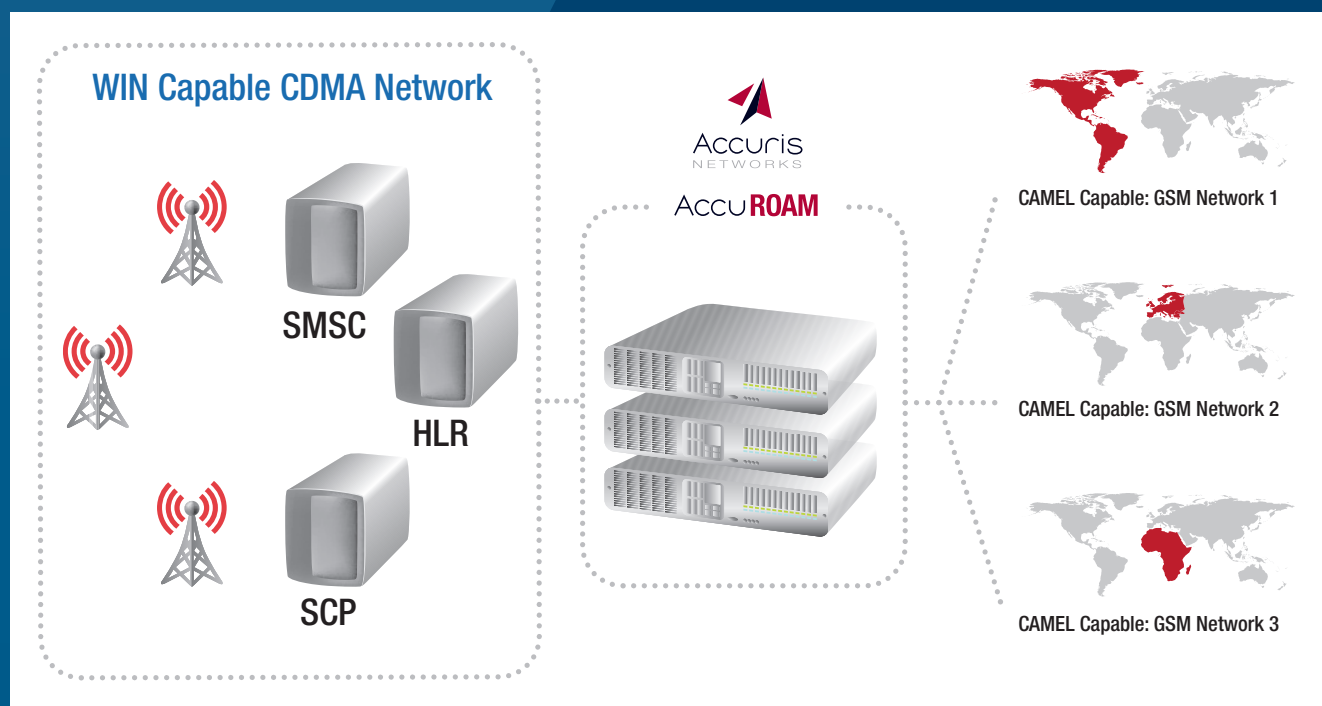 WIN Capable CDMA Network
SMSC
HLR
SCP
Accuris
NETWORKS
AccuROAM
CAMEL Capable: GSM Network 1
CAMEL Capable: GSM Network 2
CAMEL Capable: GSM Network 3